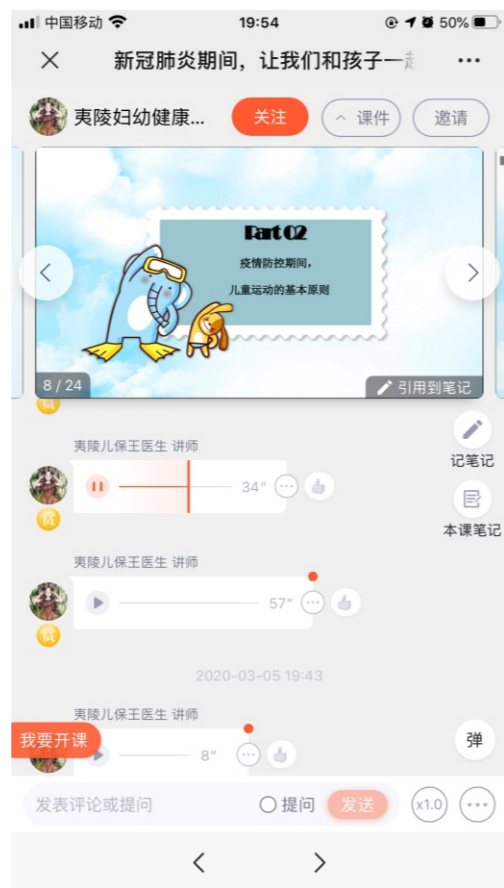 中国移动
19:54
50%
新冠肺炎期间，让我们和孩子一起
夷陵妇幼健康...
关注
课件
邀请
Part 02
疫情防控期间，
儿童运动的基本原则
8 / 24
引用到笔记
记笔记
夷陵儿保王医生 讲师
34"
赏
本课笔记
夷陵儿保王医生 讲师
57"
赏
2020-03-05 19:43
夷陵儿保王医生 讲师
我要开课
8"
弹
发表评论或提问
提问
发送
x1.0